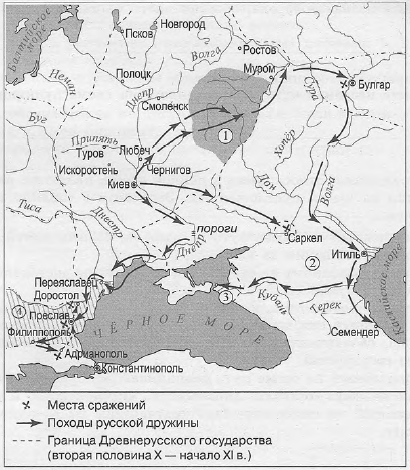 Балтийское море
Новгород
Псков
Ростов
Волга
Муром
Полоцк
Неман
Днепр
Смоленск
Сура
Булгар
Буг
Припять
Туров
Любеч
1
Хопёр
Искоростень
Чернигов
Киев
Дон
Волга
Тиса
Днестр
пороги
Днепр
Саркел
Итиль
2
Переяславец
Доростол
3
Кубань
Терек
Каспийское море
4
Преслав
Семендер
Филиппополь
ЧЕРНОЕ МОРЕ
Адрианополь
Константинополь
Места сражений
Походы русской дружины
Граница Древнерусского государства
(вторая половина X — начало XI в.)